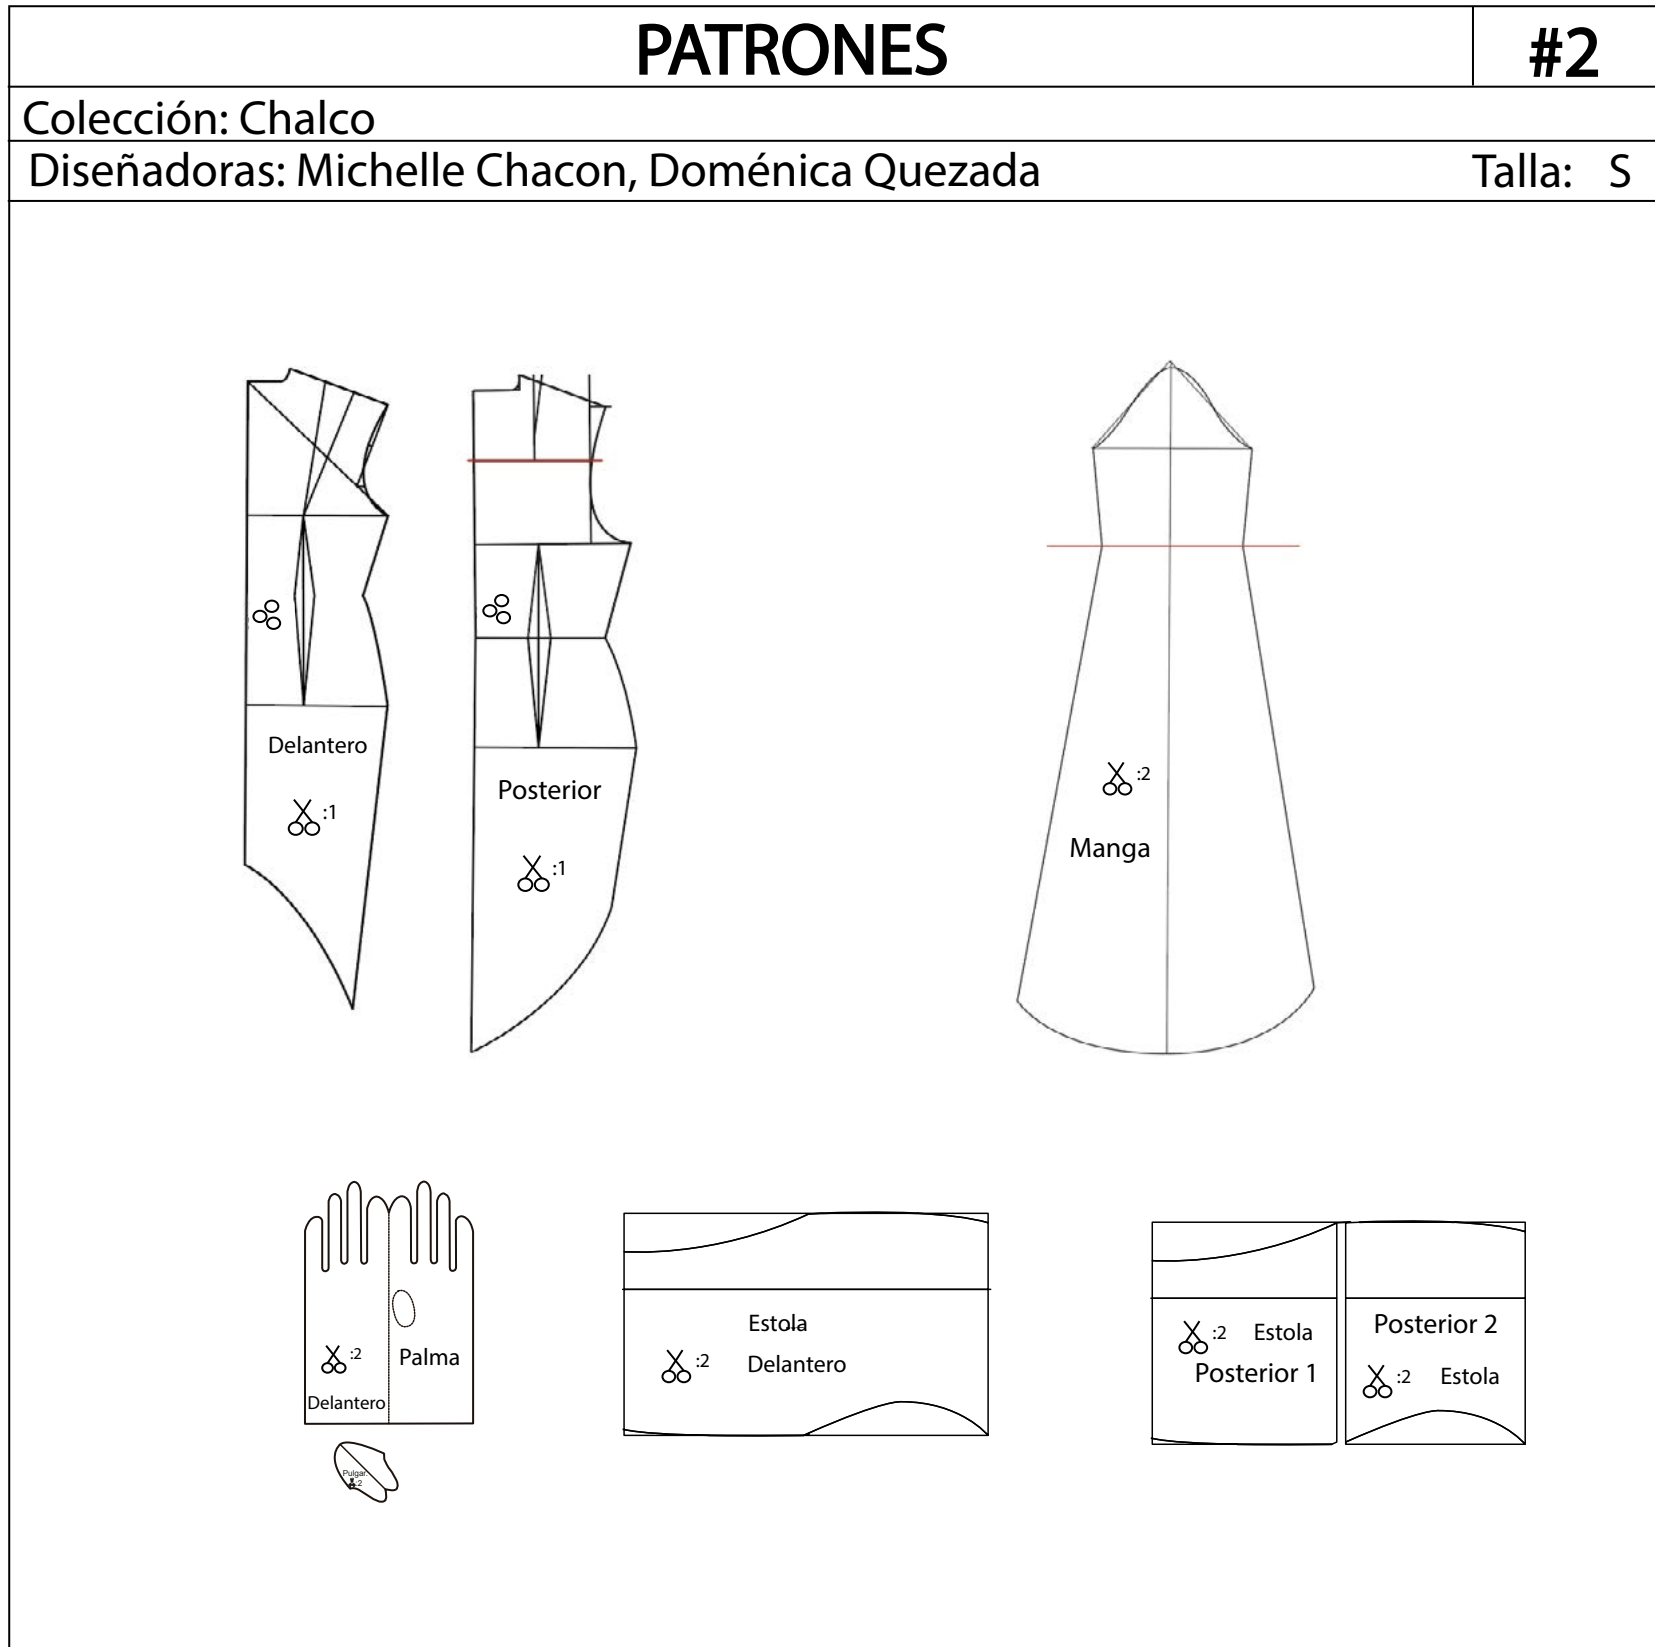 PATRONES
#2
Colección: Chalco
Diseñadoras: Michelle Chacon, Doménica Quezada
Talla: S
Delantero
:1
Posterior
:1
:2
Manga
:2
Palma
Delantero
Pulgar.
:2
Estola
:2
Delantero
:2 Estola
Posterior 1
Posterior 2
:2 Estola